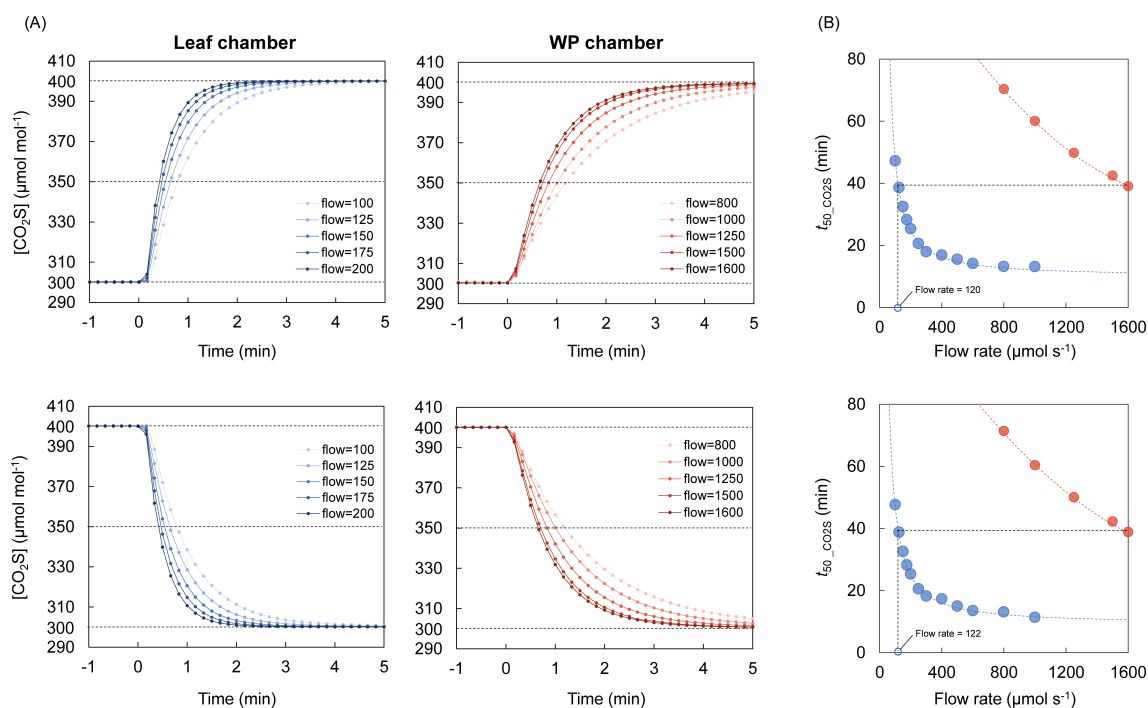 (A)
Leaf chamber
WP chamber
(B)
[CO2S] (μmol mol⁻¹)
410
400
390
370
350
330
310
300
290
flow=100
flow=125
flow=150
flow=175
flow=200
-1 0 1 2 3 4 5
Time (min)
410
400
390
370
350
330
310
300
290
flow=800
flow=1000
flow=1250
flow=1500
flow=1600
-1 0 1 2 3 4 5
Time (min)
t50_CO2S (min)
80
60
40
20
0
Flow rate = 120
0 400 800 1200 1600
Flow rate (μmol s⁻¹)
[CO2S] (μmol mol⁻¹)
410
400
390
370
350
330
310
300
290
flow=100
flow=125
flow=150
flow=175
flow=200
-1 0 1 2 3 4 5
Time (min)
410
400
390
370
350
330
310
300
290
flow=800
flow=1000
flow=1250
flow=1500
flow=1600
-1 0 1 2 3 4 5
Time (min)
t50_CO2S (min)
80
60
40
20
0
Flow rate = 122
0 400 800 1200 1600
Flow rate (μmol s⁻¹)